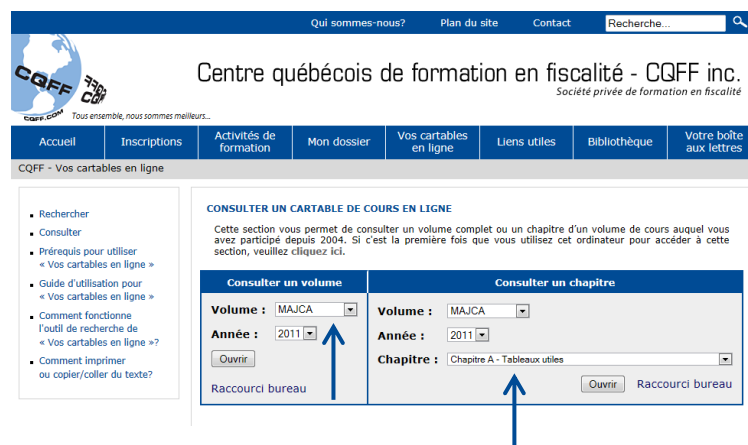 Qui sommes-nous? Plan du site Contact Recherche...
CQFF CQFF
CQFF.COM Tous ensemble, nous sommes meilleurs...
Centre québécois de formation en fiscalité - CQFF inc.
Société privée de formation en fiscalité
Accueil Inscriptions Activités de formation Mon dossier Vos cartables en ligne Liens utiles Bibliothèque Votre boîte aux lettres
CQFF - Vos cartables en ligne
Rechercher
Consulter
Prérequis pour utiliser
« Vos cartables en ligne »
Guide d'utilisation pour
« Vos cartables en ligne »
Comment fonctionne
l'outil de recherche de
« Vos cartables en ligne »?
Comment imprimer
ou copier/coller du texte?
CONSULTER UN CARTABLE DE COURS EN LIGNE
Cette section vous permet de consulter un volume complet ou un chapitre d'un volume de cours auquel vous
avez participé depuis 2004. Si c'est la première fois que vous utilisez cet ordinateur pour accéder à cette
section, veuillez cliquez ici.
Consulter un volume
Volume : MAJCA
Année : 2011
Ouvrir
Raccourci bureau
Consulter un chapitre
Volume : MAJCA
Année : 2011
Chapitre : Chapitre A - Tableaux utiles
Ouvrir Raccourci bureau